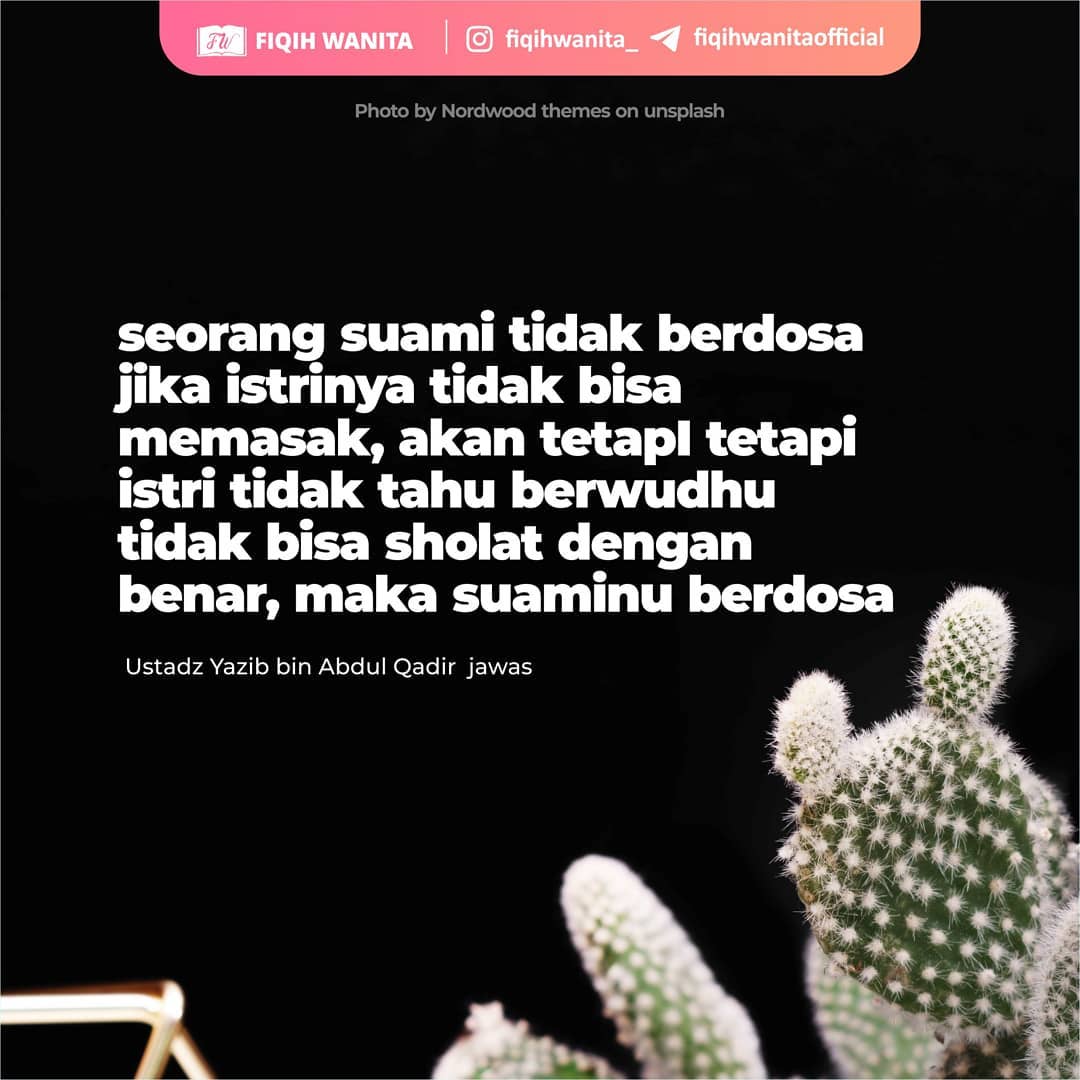 FW FIQIH WANITA fiqihwanita_ fiqihwanitaofficial
Photo by Nordwood themes on unsplash
seorang suami tidak berdosa
jika istrinya tidak bisa
memasak, akan tetapI tetapi
istri tidak tahu berwudhu
tidak bisa sholat dengan
benar, maka suaminu berdosa
Ustadz Yazib bin Abdul Qadir jawas